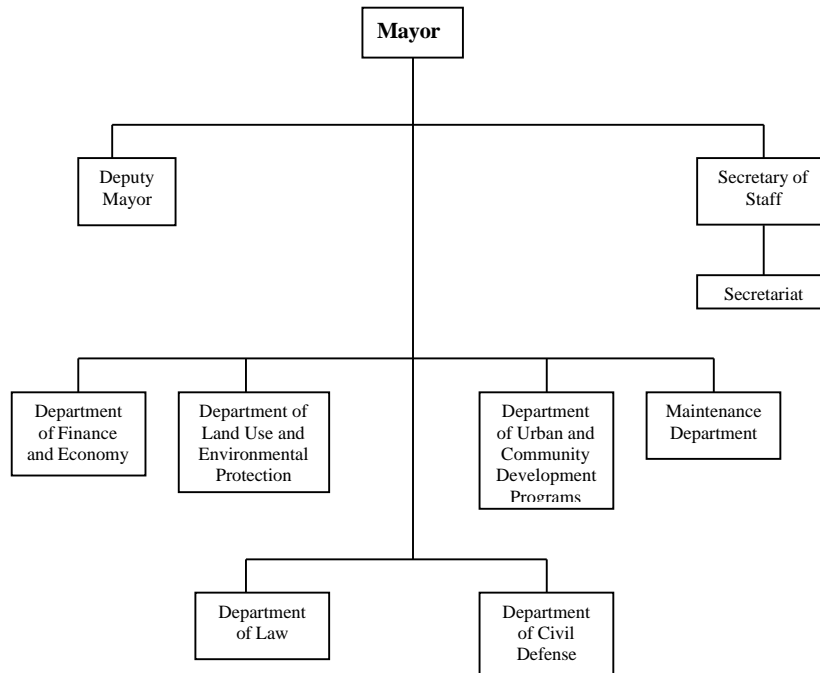 Mayor
Deputy
Mayor
Secretary of
Staff
Secretariat
Department
of Finance
and Economy
Department of
Land Use and
Environmental
Protection
Department
of Urban and
Community
Development
Programs
Maintenance
Department
Department
of Law
Department
of Civil
Defense